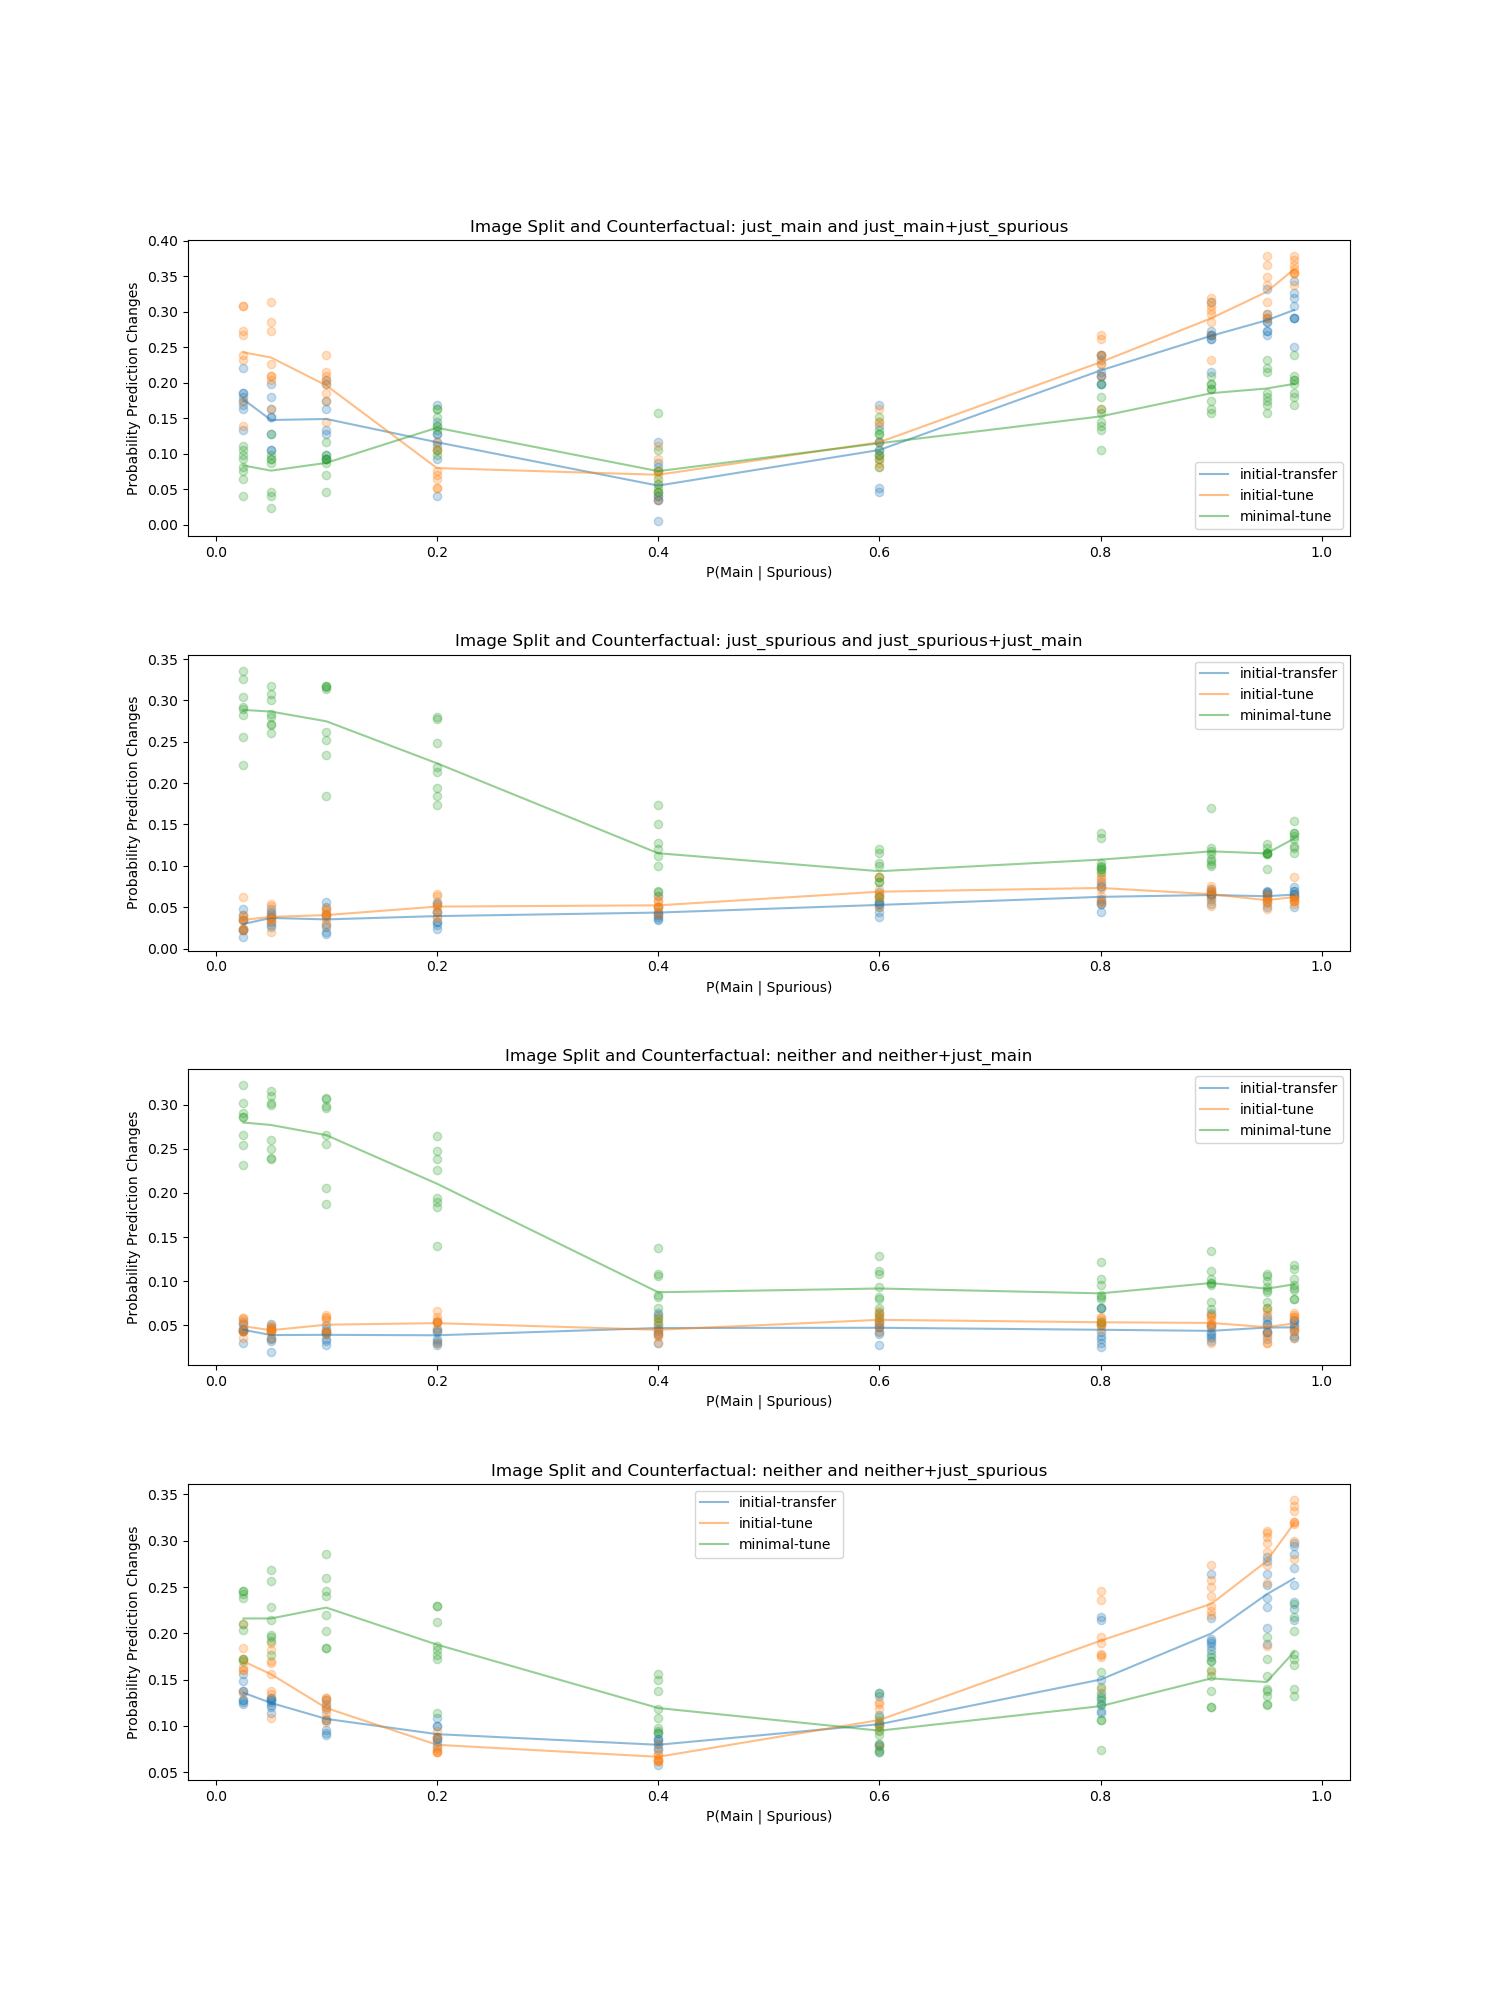 Image Split and Counterfactual: just_main and just_main+just_spurious
0.40
0.35
0.30
0.25
0.20
0.15
0.10
0.05
0.00
Probability Prediction Changes
initial-transfer
initial-tune
minimal-tune
0.0 0.2 0.4 0.6 0.8 1.0
P(Main | Spurious)
Image Split and Counterfactual: just_spurious and just_spurious+just_main
0.35
0.30
0.25
0.20
0.15
0.10
0.05
0.00
Probability Prediction Changes
initial-transfer
initial-tune
minimal-tune
0.0 0.2 0.4 0.6 0.8 1.0
P(Main | Spurious)
Image Split and Counterfactual: neither and neither+just_main
0.30
0.25
0.20
0.15
0.10
0.05
Probability Prediction Changes
initial-transfer
initial-tune
minimal-tune
0.0 0.2 0.4 0.6 0.8 1.0
P(Main | Spurious)
Image Split and Counterfactual: neither and neither+just_spurious
0.35
0.30
0.25
0.20
0.15
0.10
0.05
Probability Prediction Changes
initial-transfer
initial-tune
minimal-tune
0.0 0.2 0.4 0.6 0.8 1.0
P(Main | Spurious)